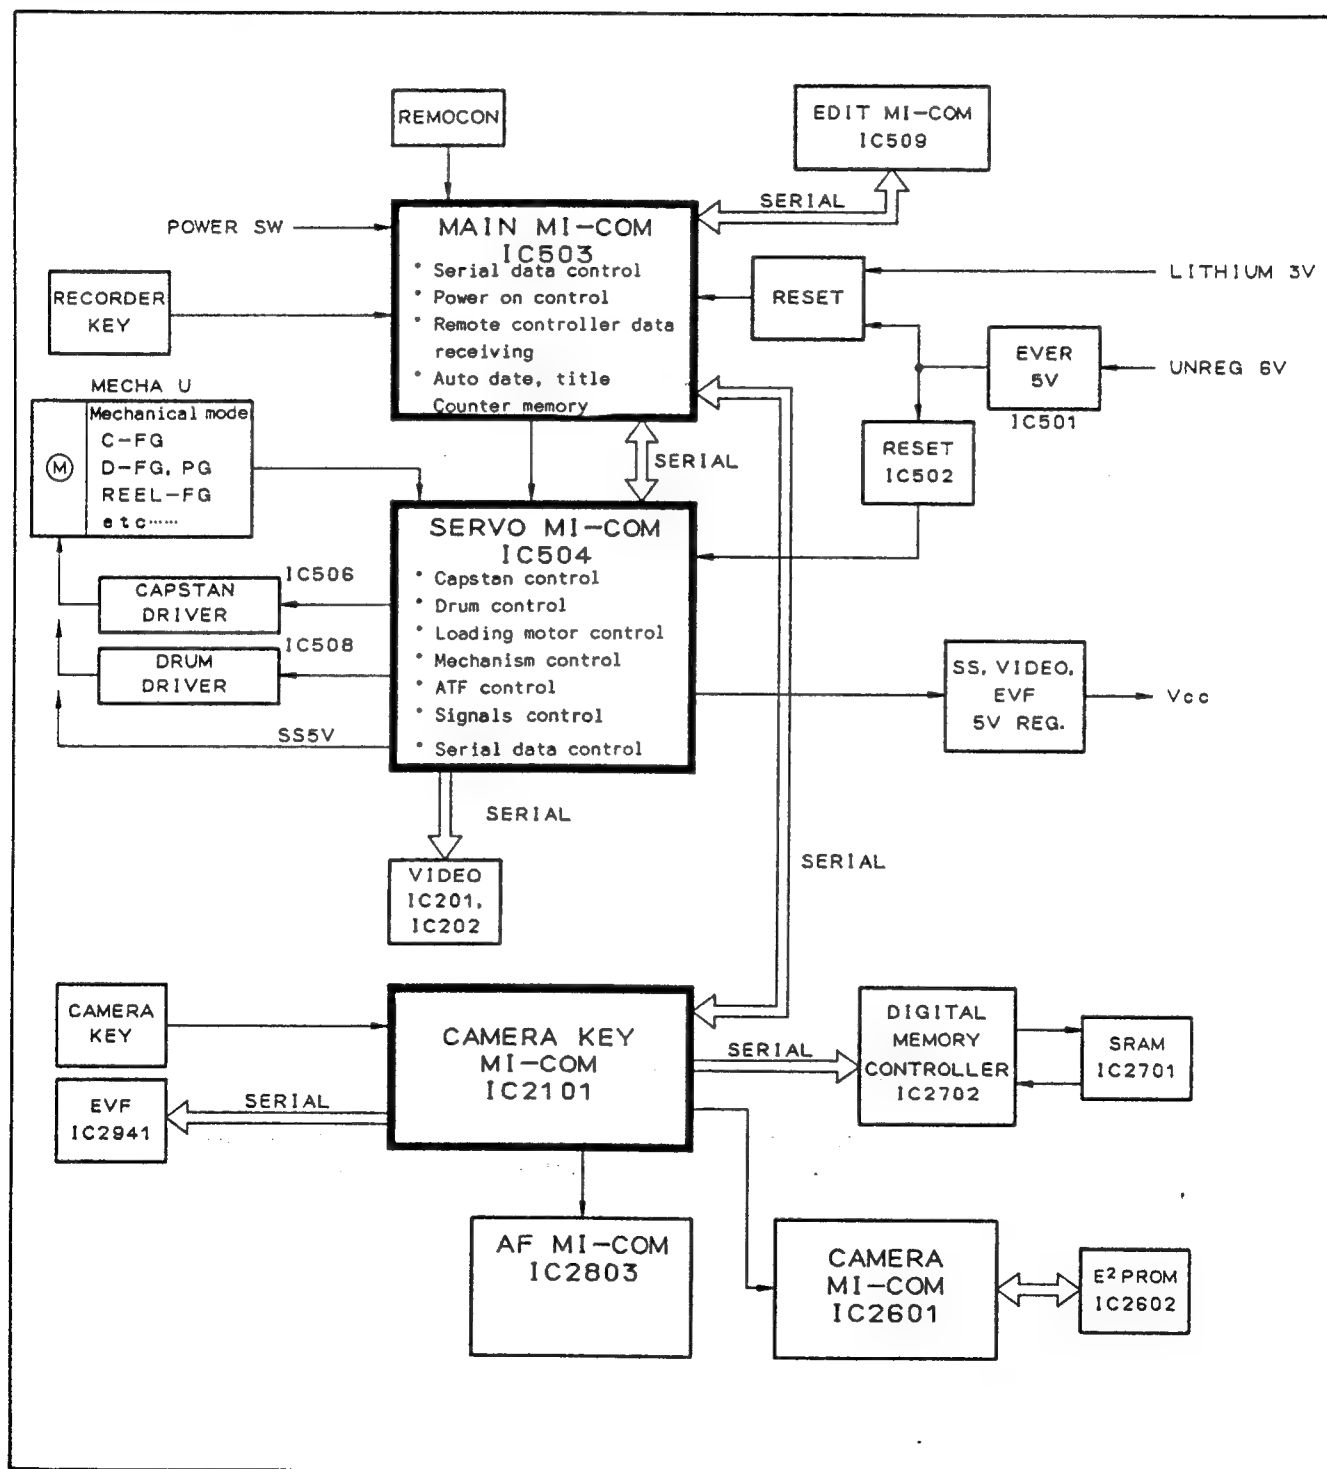 REMOCON
EDIT MI-COM
IC509
SERIAL
POWER SW
MAIN MI-COM
IC503
° Serial data control
° Power on control
° Remote controller data
receiving
° Auto date, title
Counter memory
RECORDER
KEY
RESET
LITHIUM 3V
EVER
5V
IC501
UNREG 6V
RESET
IC502
MECHA U
M
Mechanical mode
C-FG
D-FG, PG
REEL-FG
etc……
SERIAL
SERVO MI-COM
IC504
° Capstan control
° Drum control
° Loading motor control
° Mechanism control
° ATF control
° Signals control
° Serial data control
IC506
CAPSTAN
DRIVER
IC508
DRUM
DRIVER
SS5V
SS, VIDEO,
EVF
5V REG.
Vcc
SERIAL
VIDEO
IC201,
IC202
SERIAL
CAMERA
KEY
CAMERA KEY
MI-COM
IC2101
SERIAL
DIGITAL
MEMORY
CONTROLLER
IC2702
SRAM
IC2701
EVF
IC2941
SERIAL
AF MI-COM
IC2803
CAMERA
MI-COM
IC2601
E²PROM
IC2602